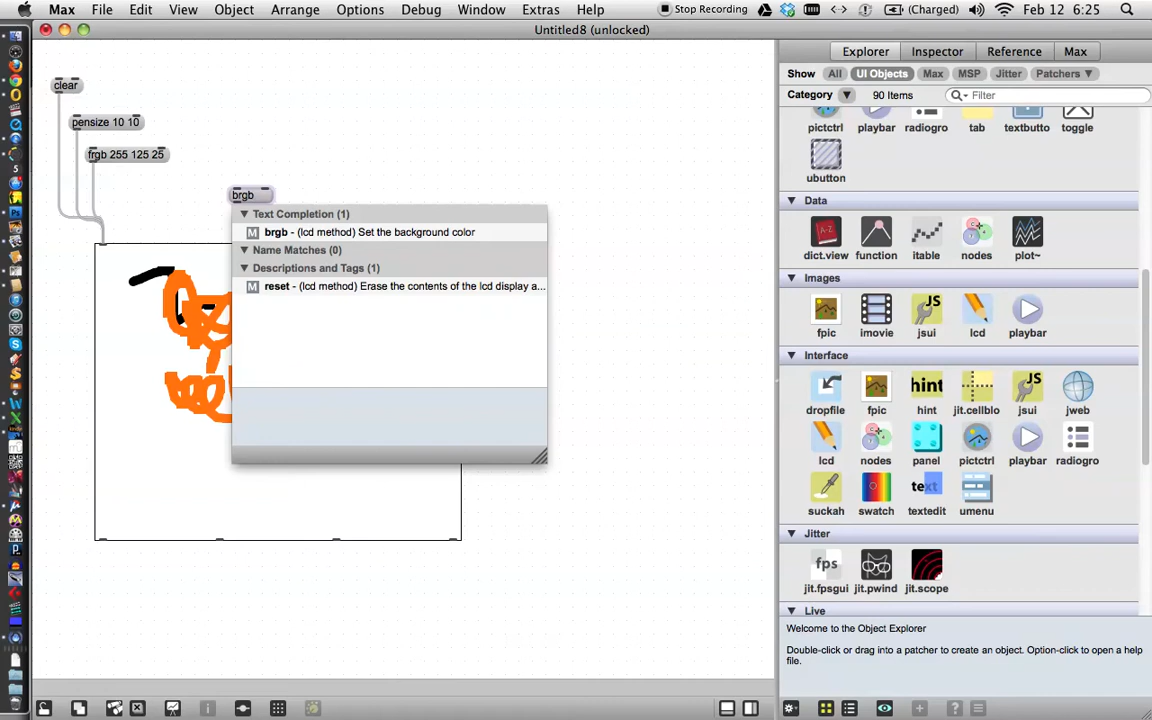 Max File Edit View Object Arrange Options Debug Window Extras Help Stop Recording (Charged) Feb 12 6:25
Untitled8 (unlocked)
clear
pensize 10 10
frgb 255 125 25
brgb
Text Completion (1)
M brgb - (lcd method) Set the background color
Name Matches (0)
Descriptions and Tags (1)
M reset - (lcd method) Erase the contents of the lcd display a...
Explorer Inspector Reference Max
Show All UI Objects Max MSP Jitter Patchers ▼
Category ▼ 90 Items Filter
pictctrl playbar radiogro tab textbutto toggle
ubutton
Data
dict.view function itable nodes plot~
Images
JS
fpic imovie jsui lcd playbar
Interface
hint JS
dropfile fpic hint jit.cellblo jsui jweb
lcd nodes panel pictctrl playbar radiogro
text
suckah swatch textedit umenu
Jitter
fps
jit.fpsgui jit.pwind jit.scope
Live
Welcome to the Object Explorer
Double-click or drag into a patcher to create an object. Option-click to open a help
file.